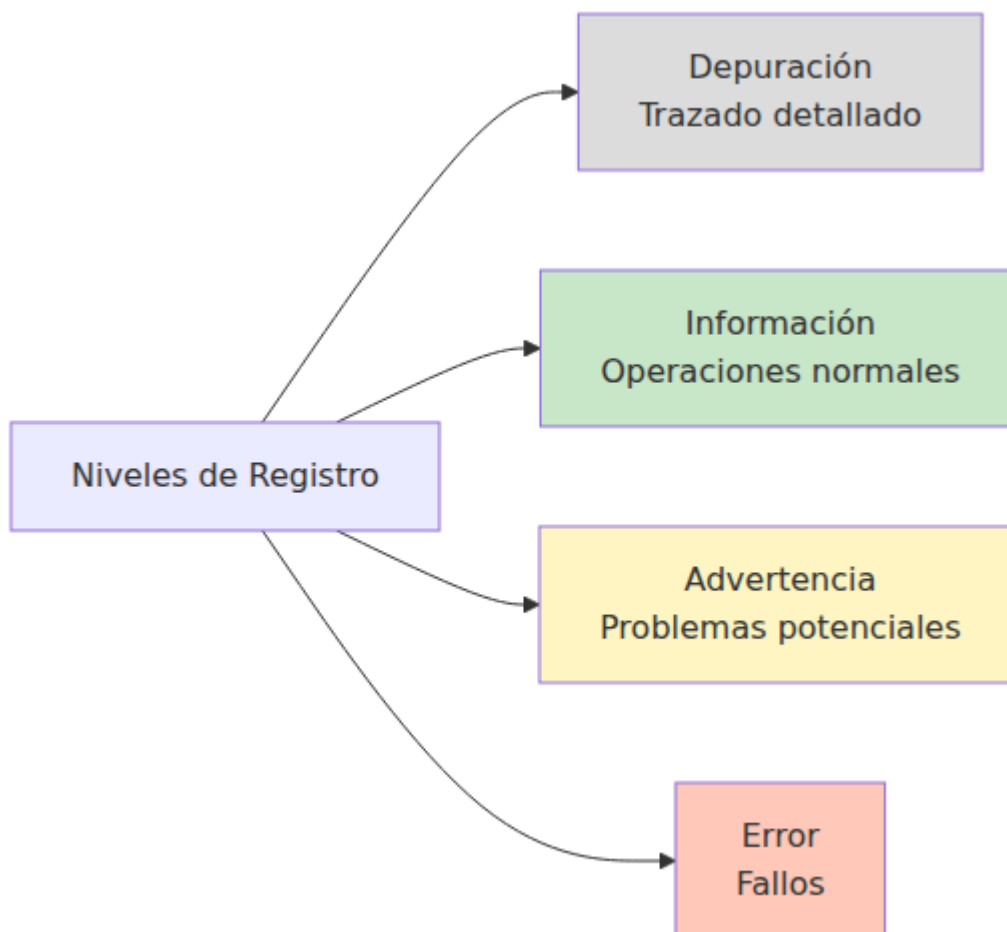 Depuración
Trazado detallado
Información
Operaciones normales
Niveles de Registro
Advertencia
Problemas potenciales
Error
Fallos